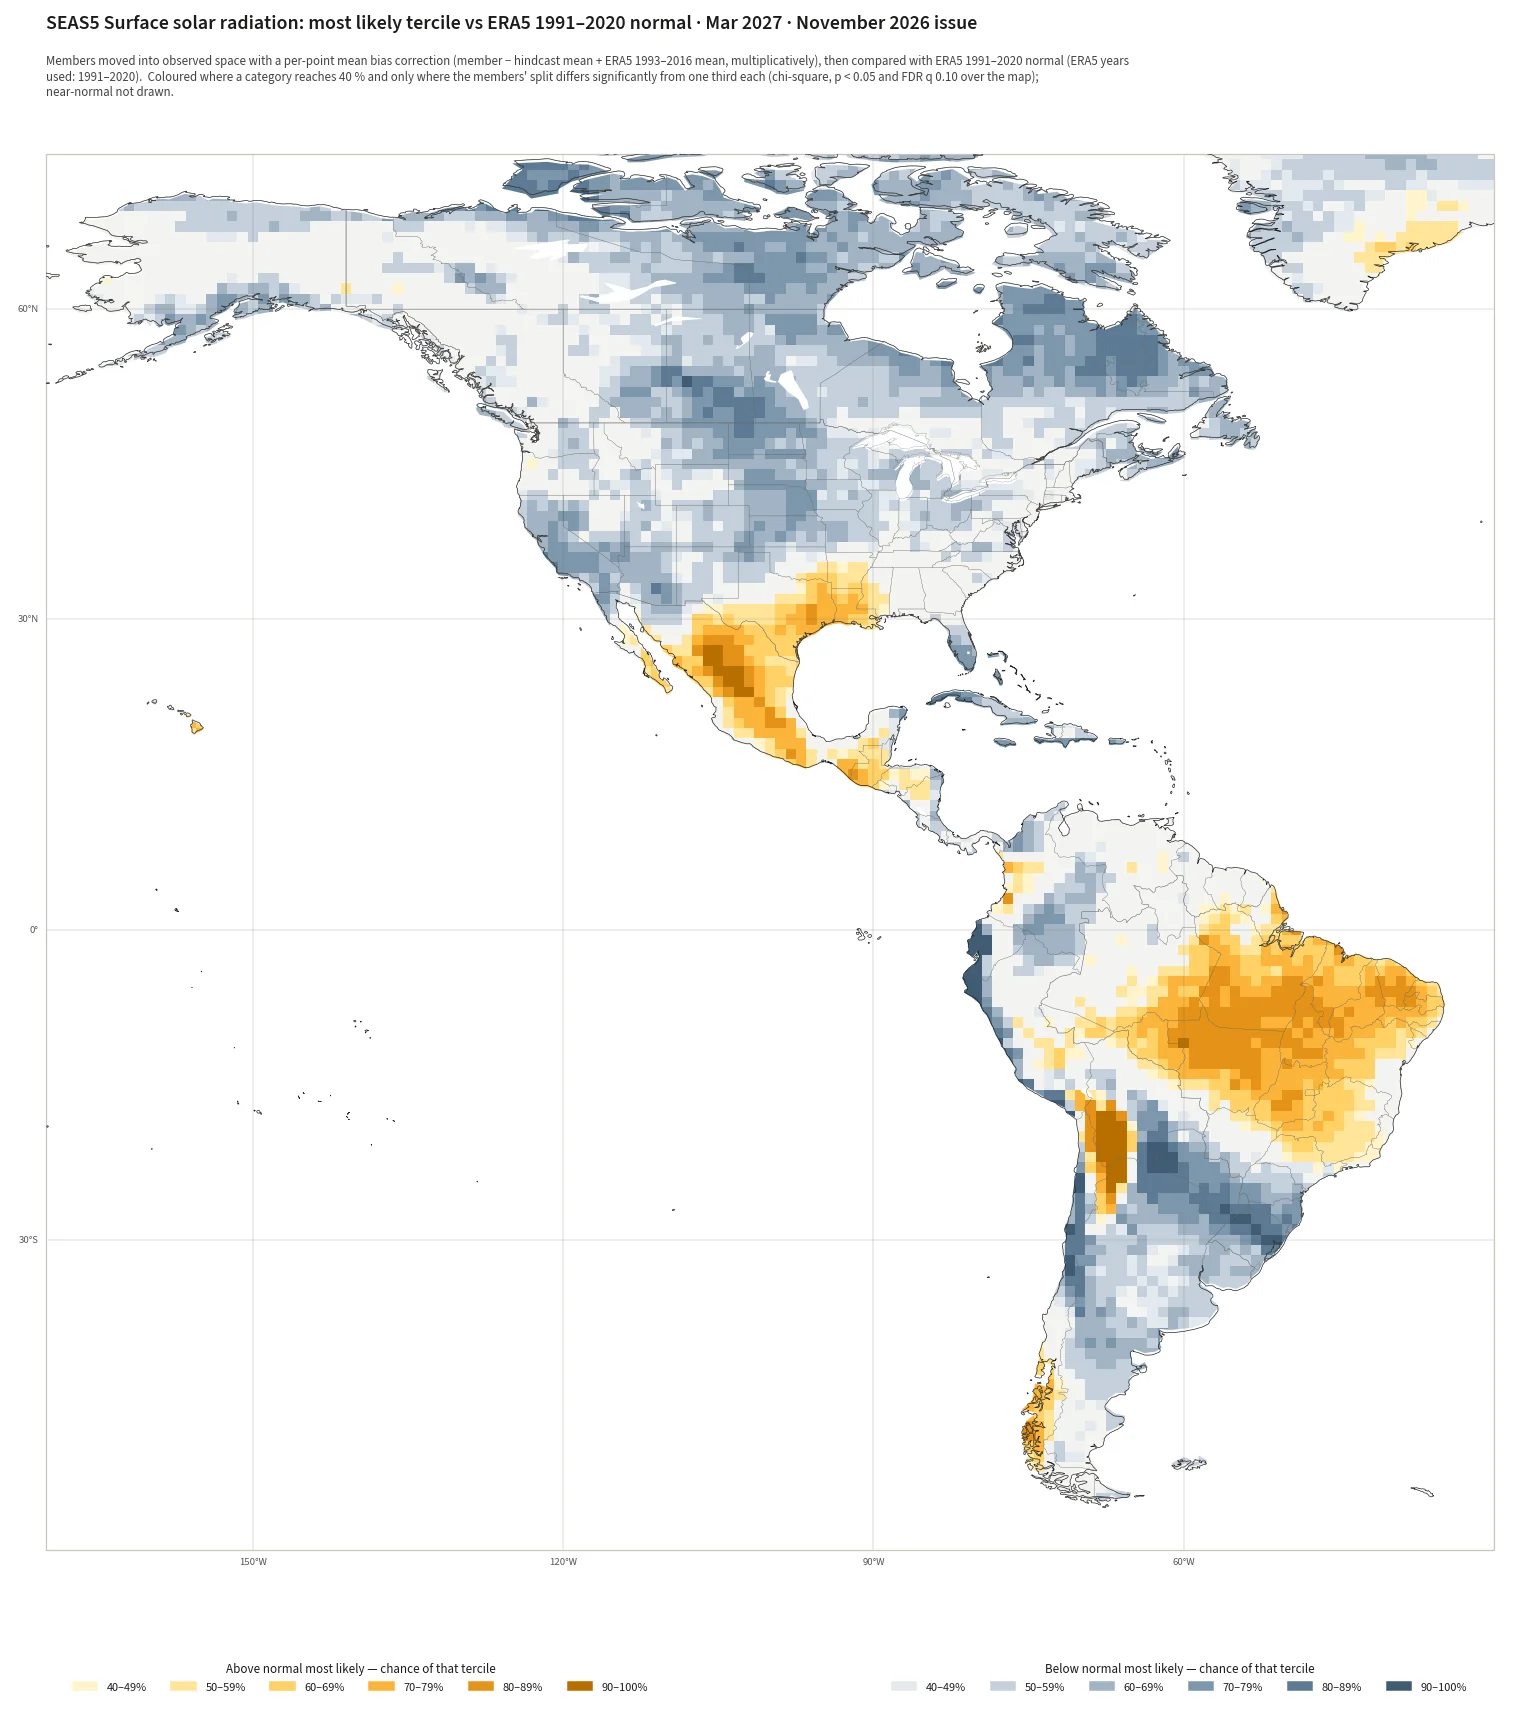 SEAS5 Surface solar radiation: most likely tercile vs ERA5 1991–2020 normal · Mar 2027 · November 2026 issue
Members moved into observed space with a per-point mean bias correction (member − hindcast mean + ERA5 1993–2016 mean, multiplicatively), then compared with ERA5 1991–2020 normal (ERA5 years
used: 1991–2020).  Coloured where a category reaches 40 % and only where the members' split differs significantly from one third each (chi-square, p < 0.05 and FDR q 0.10 over the map);
near-normal not drawn.
60°N
30°N
0°
30°S
150°W
120°W
90°W
60°W
Above normal most likely — chance of that tercile
40–49%
50–59%
60–69%
70–79%
80–89%
90–100%
Below normal most likely — chance of that tercile
40–49%
50–59%
60–69%
70–79%
80–89%
90–100%